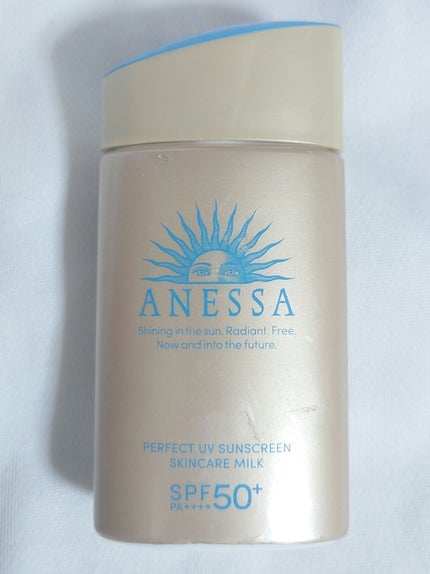 ANESSA
Shining in the sun. Radiant. Free.
Now and into the future.
PERFECT UV SUNSCREEN
SKINCARE MILK
SPF50+
PA++++